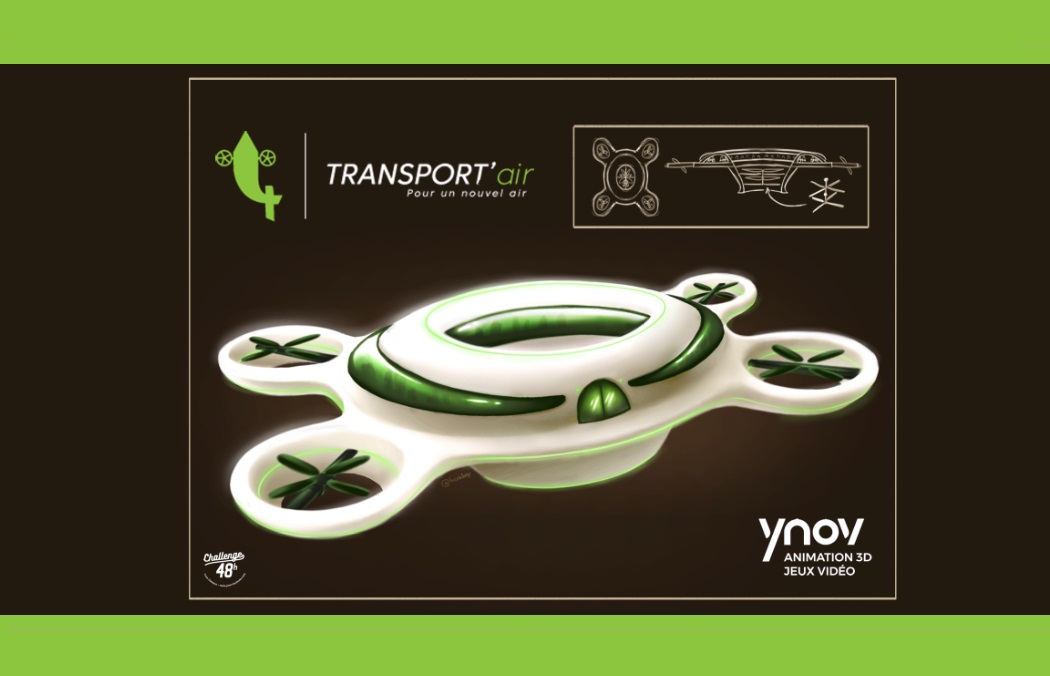 TRANSPORT'air
Pour un nouvel air
Challenge
48h
ynov
ANIMATION 3D
JEUX VIDÉO